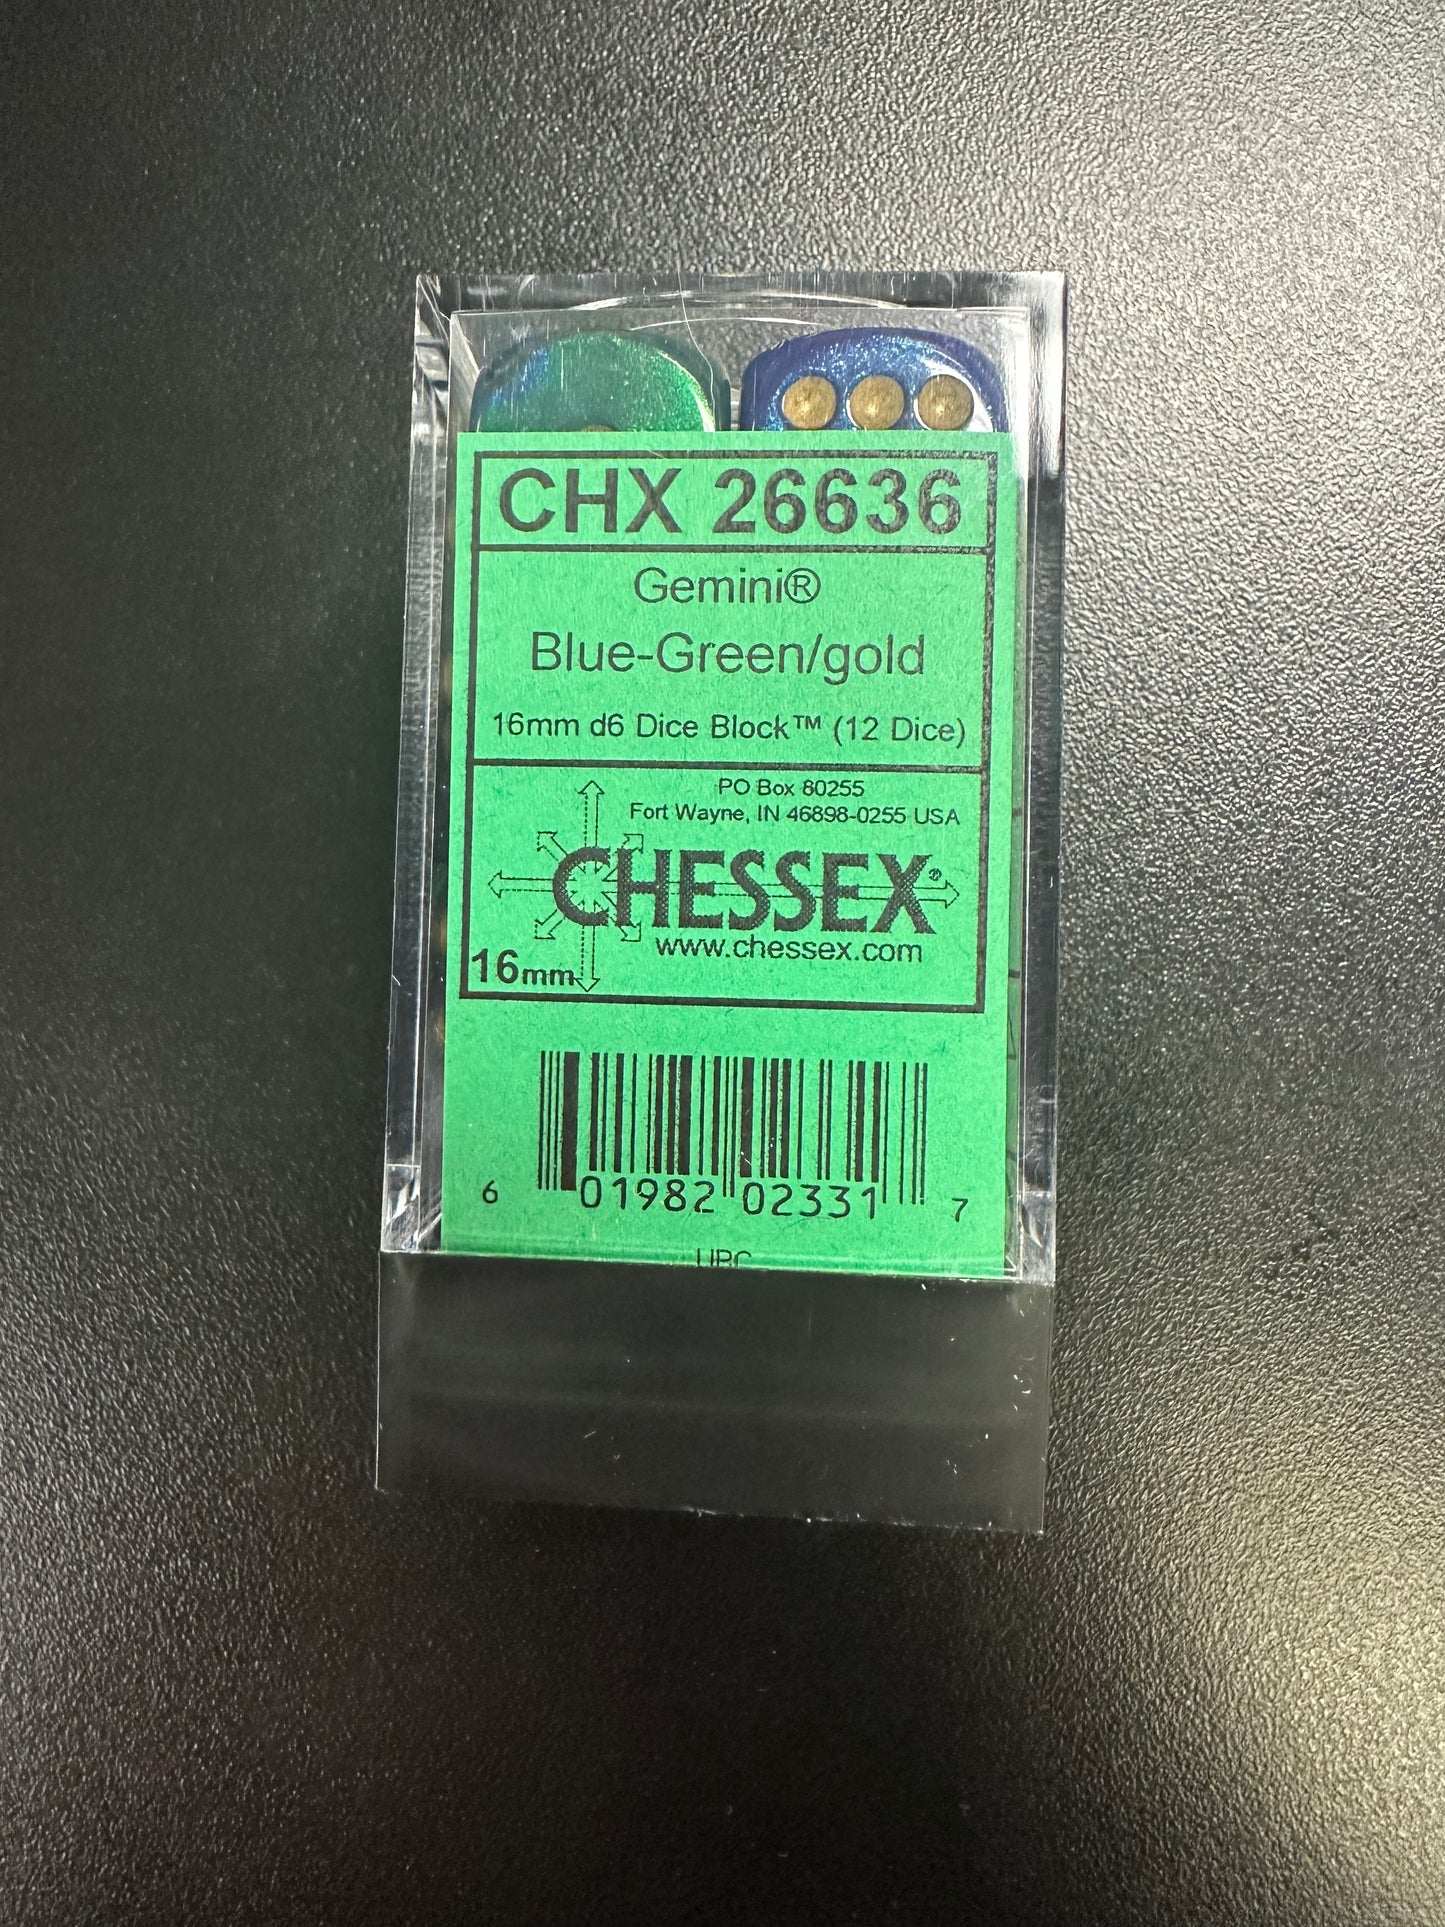 CHX 26636
Gemini®
Blue-Green/gold
16mm d6 Dice Block™ (12 Dice)
PO Box 80255
Fort Wayne, IN 46898-0255 USA
CHESSEX®
www.chessex.com
16mm
6 01982 02331 7
UPC